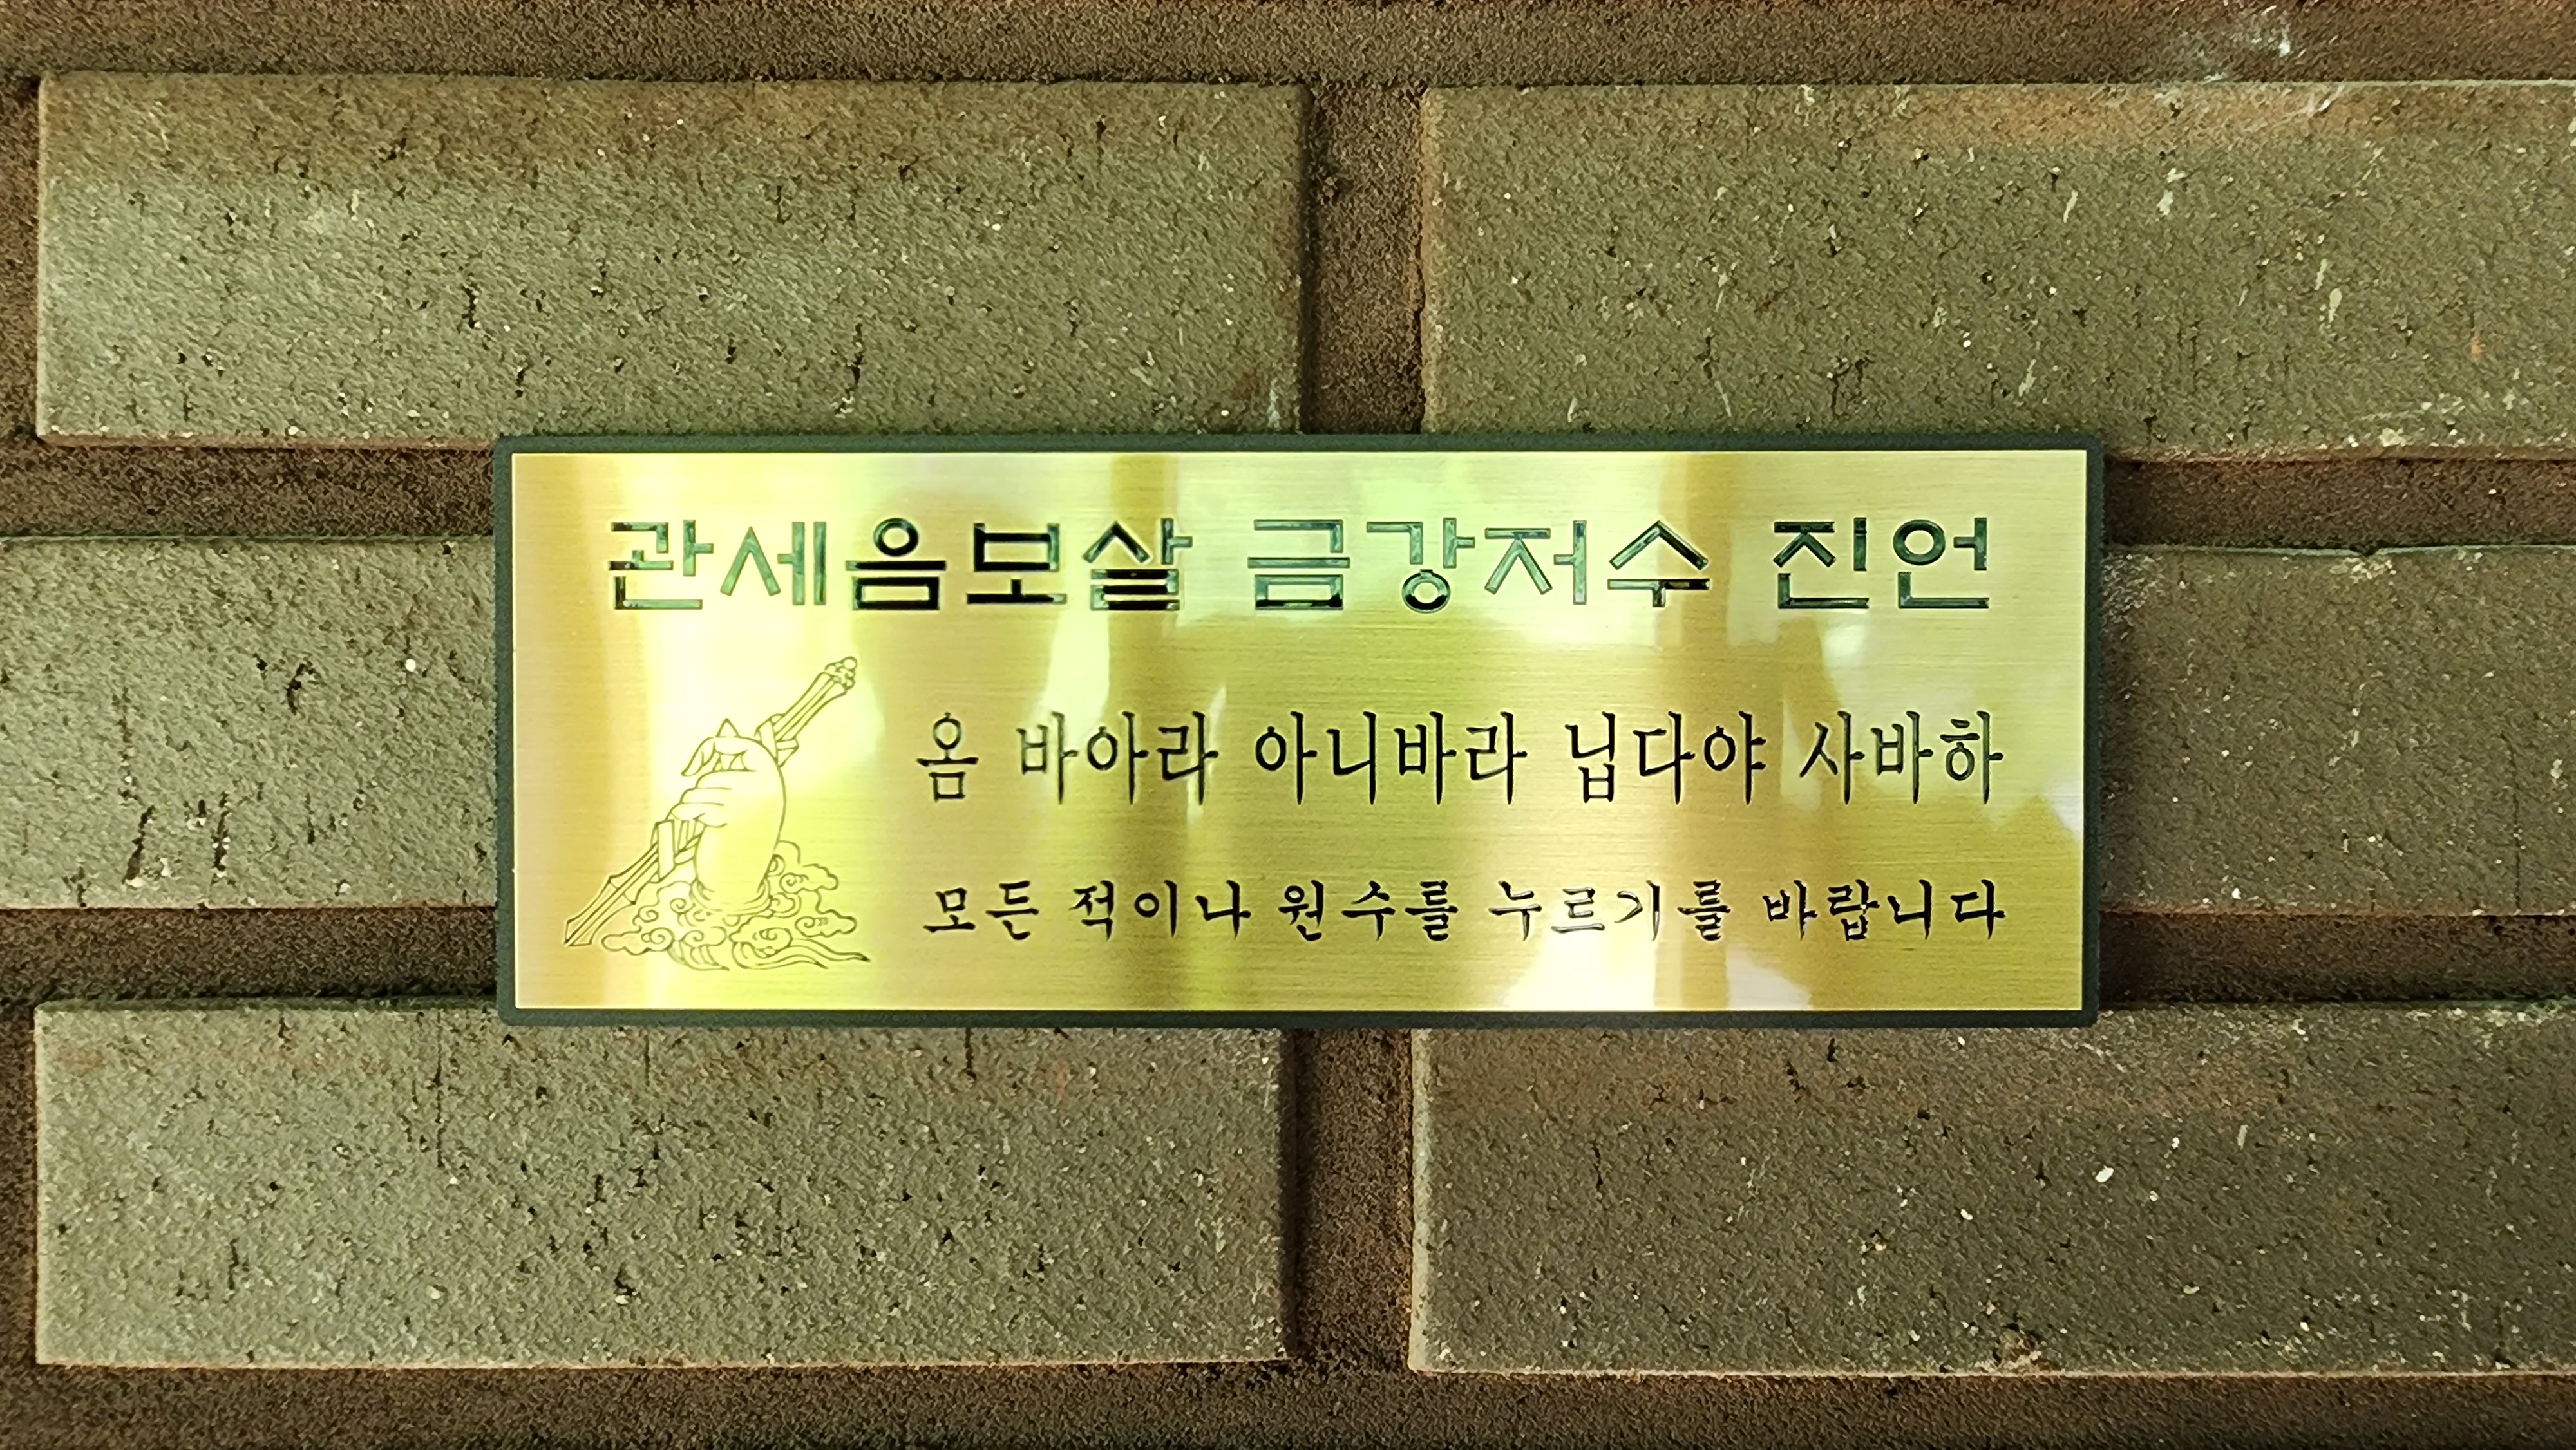 관세음보살 금강저수 진언
옴 바아라 아니바라 닙다야 사바하
모든 적이나 원수를 누르기를 바랍니다